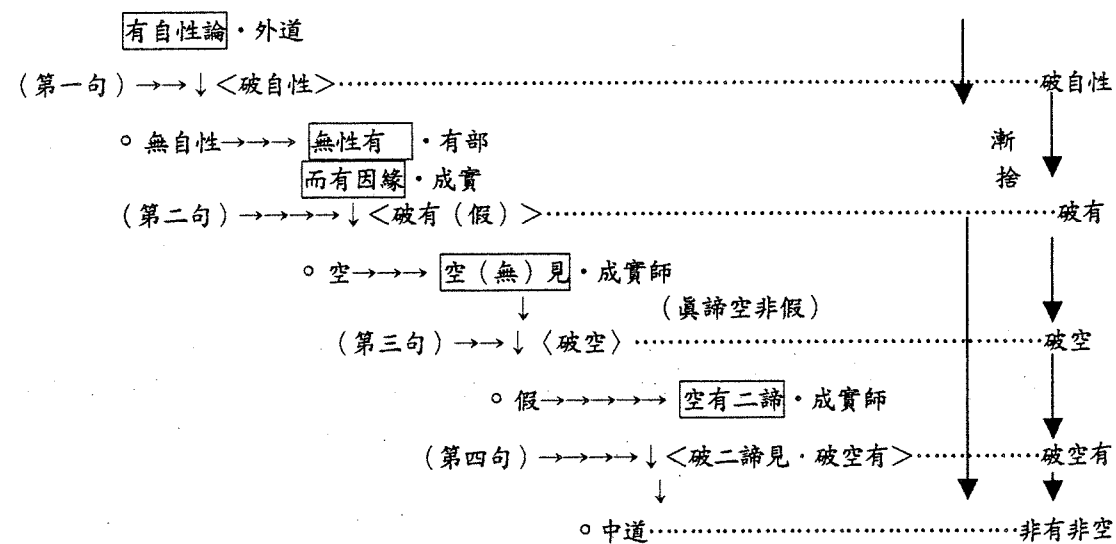 有自性論・外道
（第一句）→→↓＜破自性＞………………………………………破自性
○ 無自性→→→ 無性有 ・有部 漸
而有因緣・成實 捨
（第二句）→→→→↓＜破有（假）＞………………………………………破有
○ 空→→→ 空（無）見・成實師
↓ （眞諦空非假）
（第三句）→→↓〈破空〉………………………………………破空
○ 假→→→→→ 空有二諦・成實師
（第四句）→→→→↓＜破二諦見・破空有＞……………破空有
↓
○ 中道………………………………………非有非空